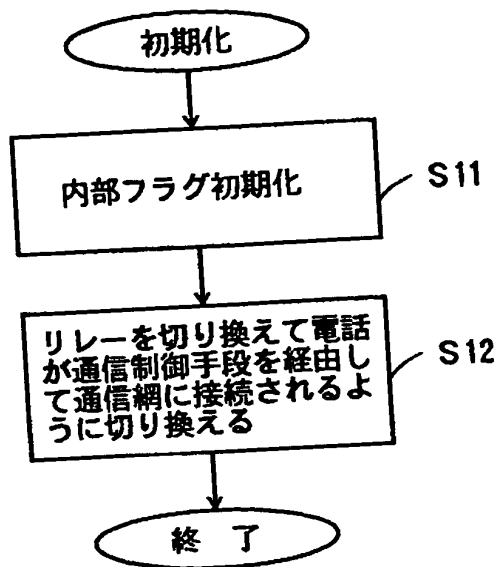 初期化
内部フラグ初期化
S11
リレーを切り換えて電話
が通信制御手段を経由し
て通信網に接続されるよ
うに切り換える
S12
終 了